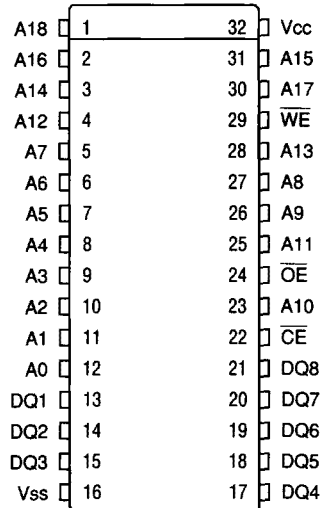 A18 1 32 Vcc
A16 2 31 A15
A14 3 30 A17
A12 4 29 W̅E̅
A7 5 28 A13
A6 6 27 A8
A5 7 26 A9
A4 8 25 A11
A3 9 24 O̅E̅
A2 10 23 A10
A1 11 22 C̅E̅
A0 12 21 DQ8
DQ1 13 20 DQ7
DQ2 14 19 DQ6
DQ3 15 18 DQ5
Vss 16 17 DQ4